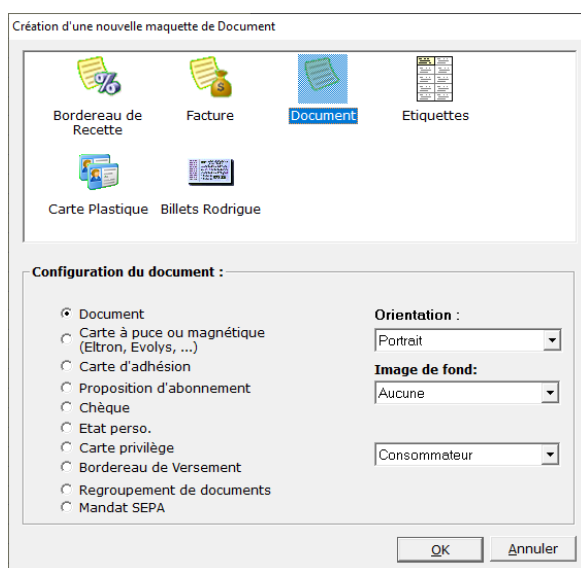 Création d'une nouvelle maquette de Document
Bordereau de
Recette
Facture
Document
Etiquettes
Carte Plastique
Billets Rodrigue
Configuration du document :
Document
Carte à puce ou magnétique
(Eltron, Evolys, ...)
Carte d'adhésion
Proposition d'abonnement
Chèque
Etat perso.
Carte privilège
Bordereau de Versement
Regroupement de documents
Mandat SEPA
Orientation :
Portrait
Image de fond:
Aucune
Consommateur
OK
Annuler